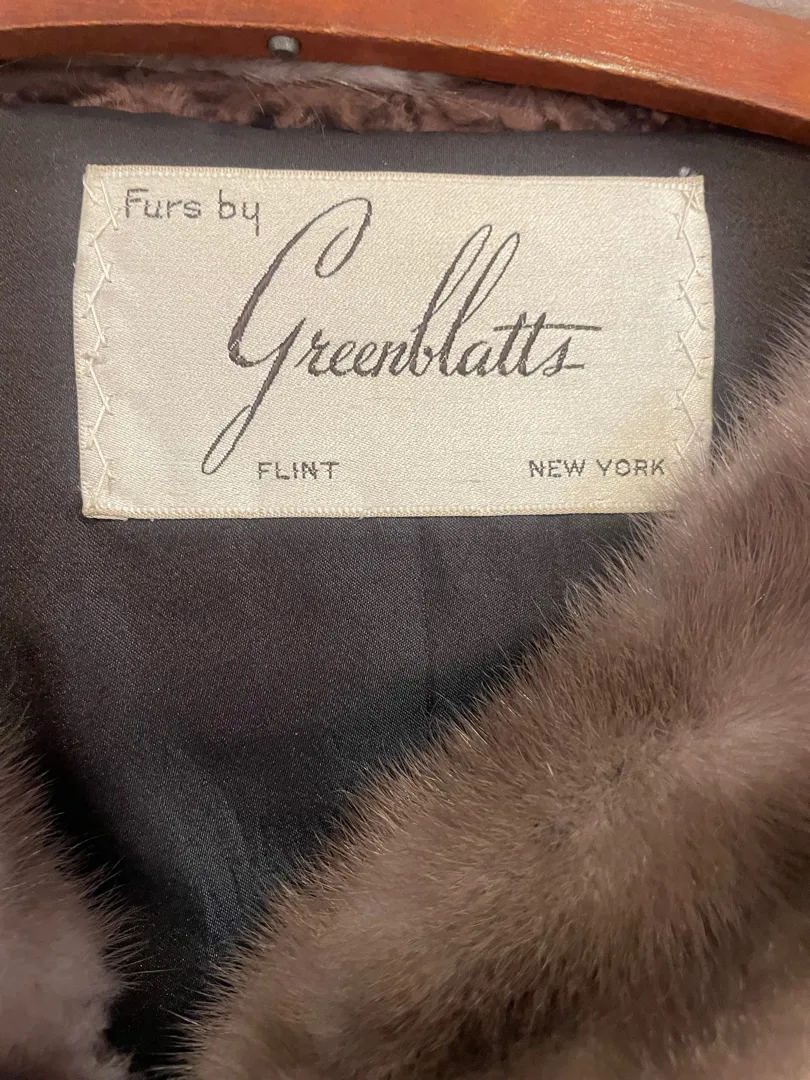 Furs by
Greenblatts
FLINT NEW YORK